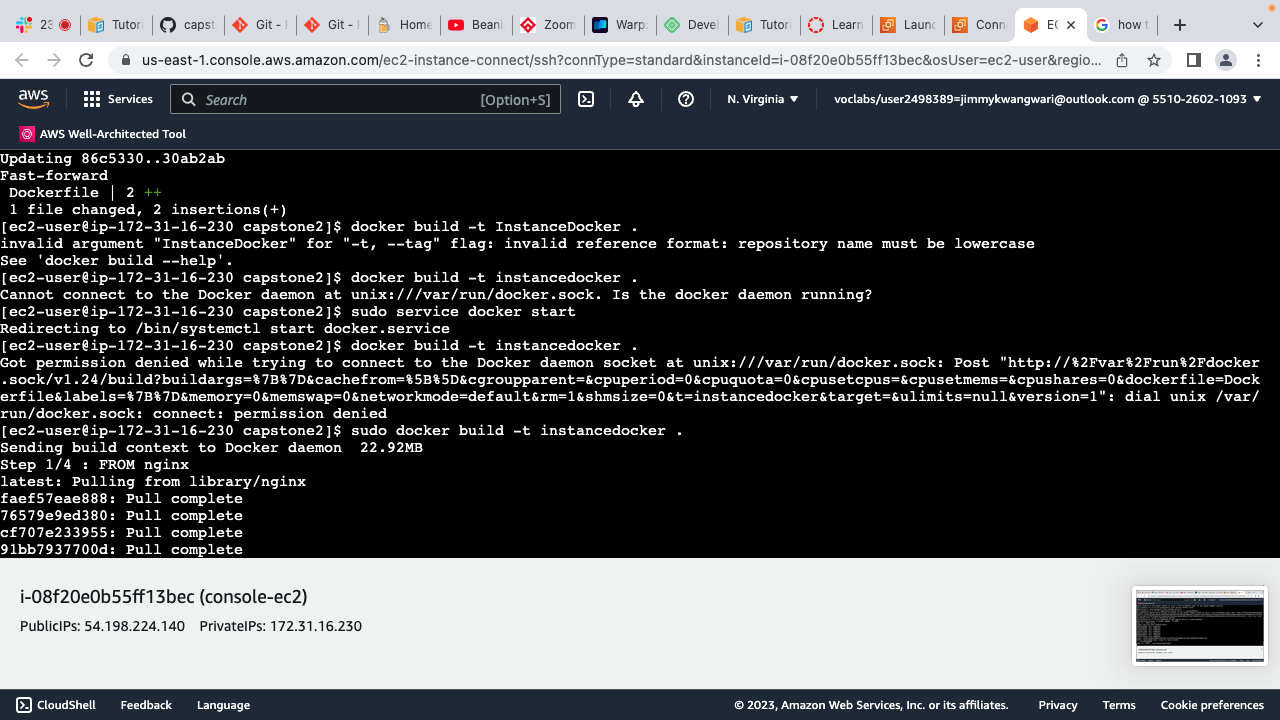 23
Tutori
capst
Git - F
Git - F
Home
Beani
Zoom
Warp
Devel
Tutori
Learn
Launc
Conn
EC
how t
us-east-1.console.aws.amazon.com/ec2-instance-connect/ssh?connType=standard&instanceId=i-08f20e0b55ff13bec&osUser=ec2-user&regio...
aws
Services
Search
[Option+S]
N. Virginia
voclabs/user2498389=jimmykwangwari@outlook.com @ 5510-2602-1093
AWS Well-Architected Tool
Updating 86c5330..30ab2ab
Fast-forward
Dockerfile | 2 ++
1 file changed, 2 insertions(+)
[ec2-user@ip-172-31-16-230 capstone2]$ docker build -t InstanceDocker .
invalid argument "InstanceDocker" for "-t, --tag" flag: invalid reference format: repository name must be lowercase
See 'docker build --help'.
[ec2-user@ip-172-31-16-230 capstone2]$ docker build -t instancedocker .
Cannot connect to the Docker daemon at unix:///var/run/docker.sock. Is the docker daemon running?
[ec2-user@ip-172-31-16-230 capstone2]$ sudo service docker start
Redirecting to /bin/systemctl start docker.service
[ec2-user@ip-172-31-16-230 capstone2]$ docker build -t instancedocker .
Got permission denied while trying to connect to the Docker daemon socket at unix:///var/run/docker.sock: Post "http://%2Fvar%2Frun%2Fdocker
.sock/v1.24/build?buildargs=%7B%7D&cachefrom=%5B%5D&cgroupparent=&cpuperiod=0&cpuquota=0&cpusetcpus=&cpusetmems=&cpushares=0&dockerfile=Dock
erfile&labels=%7B%7D&memory=0&memswap=0&networkmode=default&rm=1&shmsize=0&t=instancedocker&target=&ulimits=null&version=1": dial unix /var/
run/docker.sock: connect: permission denied
[ec2-user@ip-172-31-16-230 capstone2]$ sudo docker build -t instancedocker .
Sending build context to Docker daemon  22.92MB
Step 1/4 : FROM nginx
latest: Pulling from library/nginx
faef57eae888: Pull complete
76579e9ed380: Pull complete
cf707e233955: Pull complete
91bb7937700d: Pull complete
i-08f20e0b55ff13bec (console-ec2)
PublicIPs: 54.198.224.140 PrivateIPs: 172.31.16.230
CloudShell
Feedback
Language
© 2023, Amazon Web Services, Inc. or its affiliates.
Privacy
Terms
Cookie preferences